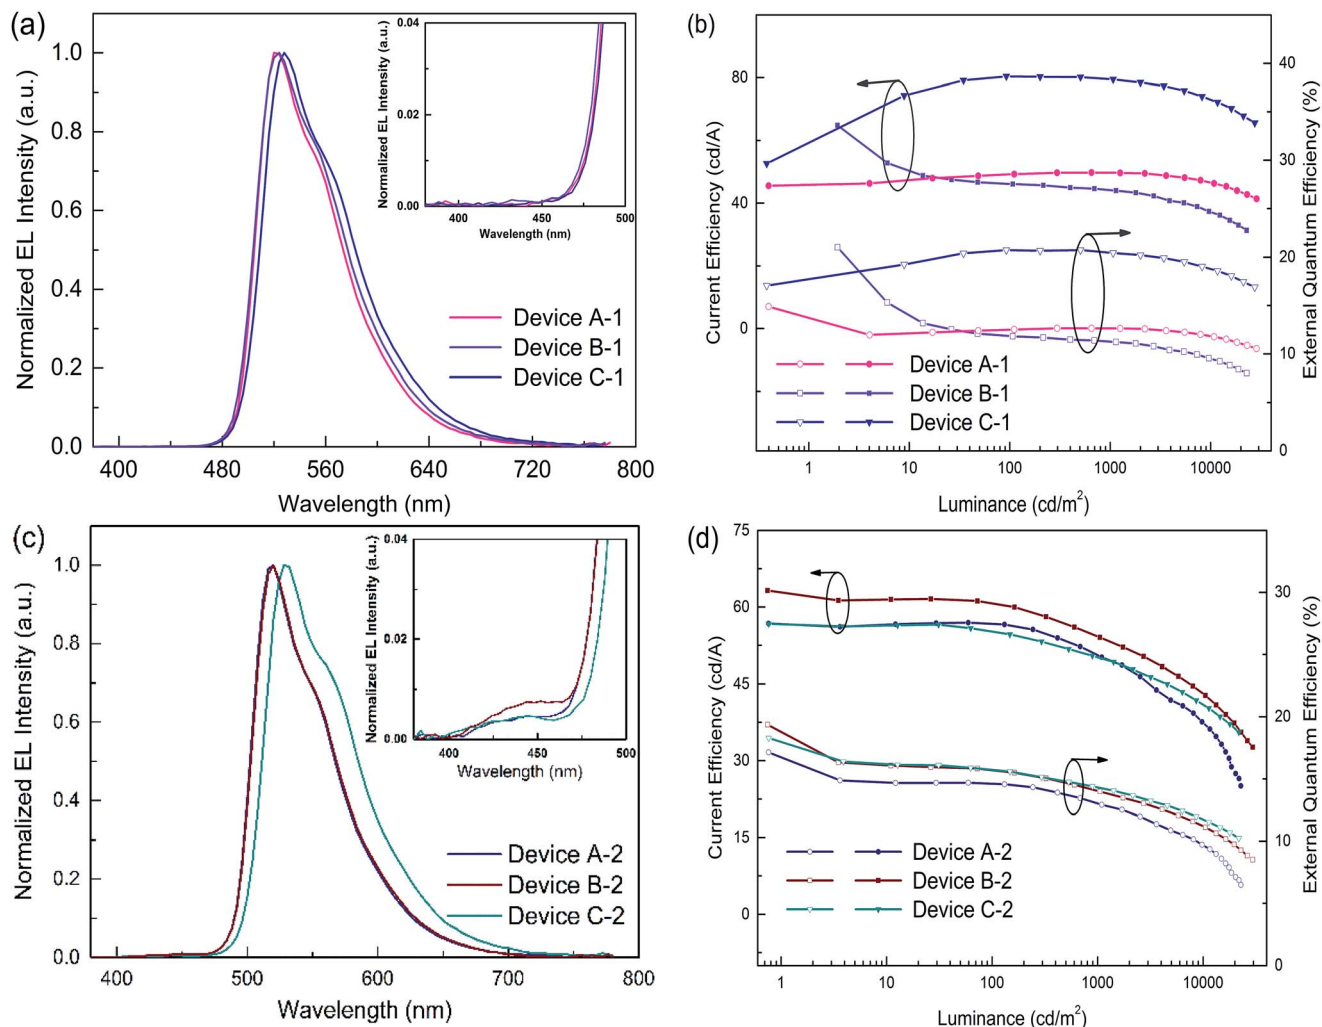 (a)
Normalized EL Intensity (a.u.)
1.0
0.8
0.6
0.4
0.2
0.0
400 480 560 640 720 800
Wavelength (nm)
Device A-1
Device B-1
Device C-1
Normalized EL Intensity (a.u.)
0.04
0.02
0.00
400 450 500
Wavelength (nm)
(b)
Current Efficiency (cd/A)
80
40
0
External Quantum Efficiency (%)
40
30
20
10
0
1 10 100 1000 10000
Luminance (cd/m²)
Device A-1
Device B-1
Device C-1
(c)
Normalized EL Intensity (a.u.)
1.0
0.8
0.6
0.4
0.2
0.0
400 500 600 700 800
Wavelength (nm)
Device A-2
Device B-2
Device C-2
Normalized EL Intensity (a.u.)
0.04
0.02
0.00
400 450 500
Wavelength (nm)
(d)
Current Efficiency (cd/A)
75
60
45
30
15
0
External Quantum Efficiency (%)
30
20
10
0
1 10 100 1000 10000
Luminance (cd/m²)
Device A-2
Device B-2
Device C-2